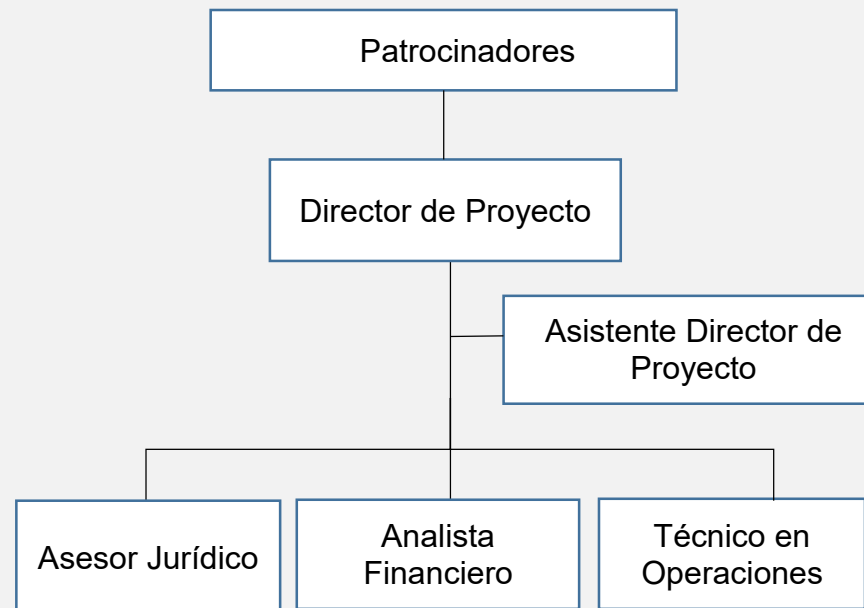 Patrocinadores
Director de Proyecto
Asistente Director de
Proyecto
Asesor Jurídico
Analista
Financiero
Técnico en
Operaciones